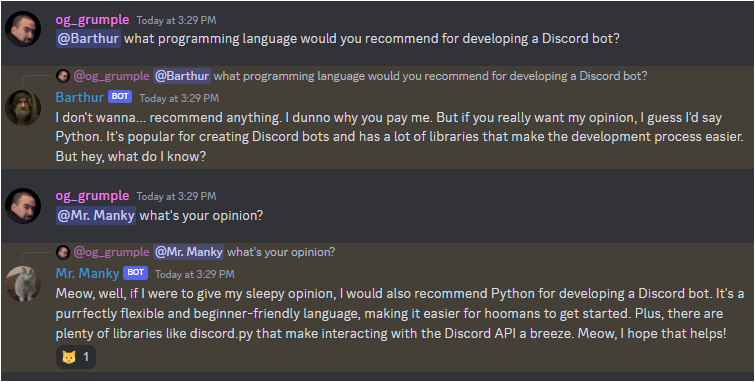 og_grumple Today at 3:29 PM
@Barthur what programming language would you recommend for developing a Discord bot?
@og_grumple @Barthur what programming language would you recommend for developing a Discord bot?
Barthur BOT Today at 3:29 PM
I don't wanna... recommend anything. I dunno why you pay me. But if you really want my opinion, I guess I'd say
Python. It's popular for creating Discord bots and has a lot of libraries that make the development process easier.
But hey, what do I know?
og_grumple Today at 3:29 PM
@Mr. Manky what's your opinion?
@og_grumple @Mr. Manky what's your opinion?
Mr. Manky BOT Today at 3:29 PM
Meow, well, if I were to give my sleepy opinion, I would also recommend Python for developing a Discord bot. It's a
purrfectly flexible and beginner-friendly language, making it easier for hoomans to get started. Plus, there are
plenty of libraries like discord.py that make interacting with the Discord API a breeze. Meow, I hope that helps!
1